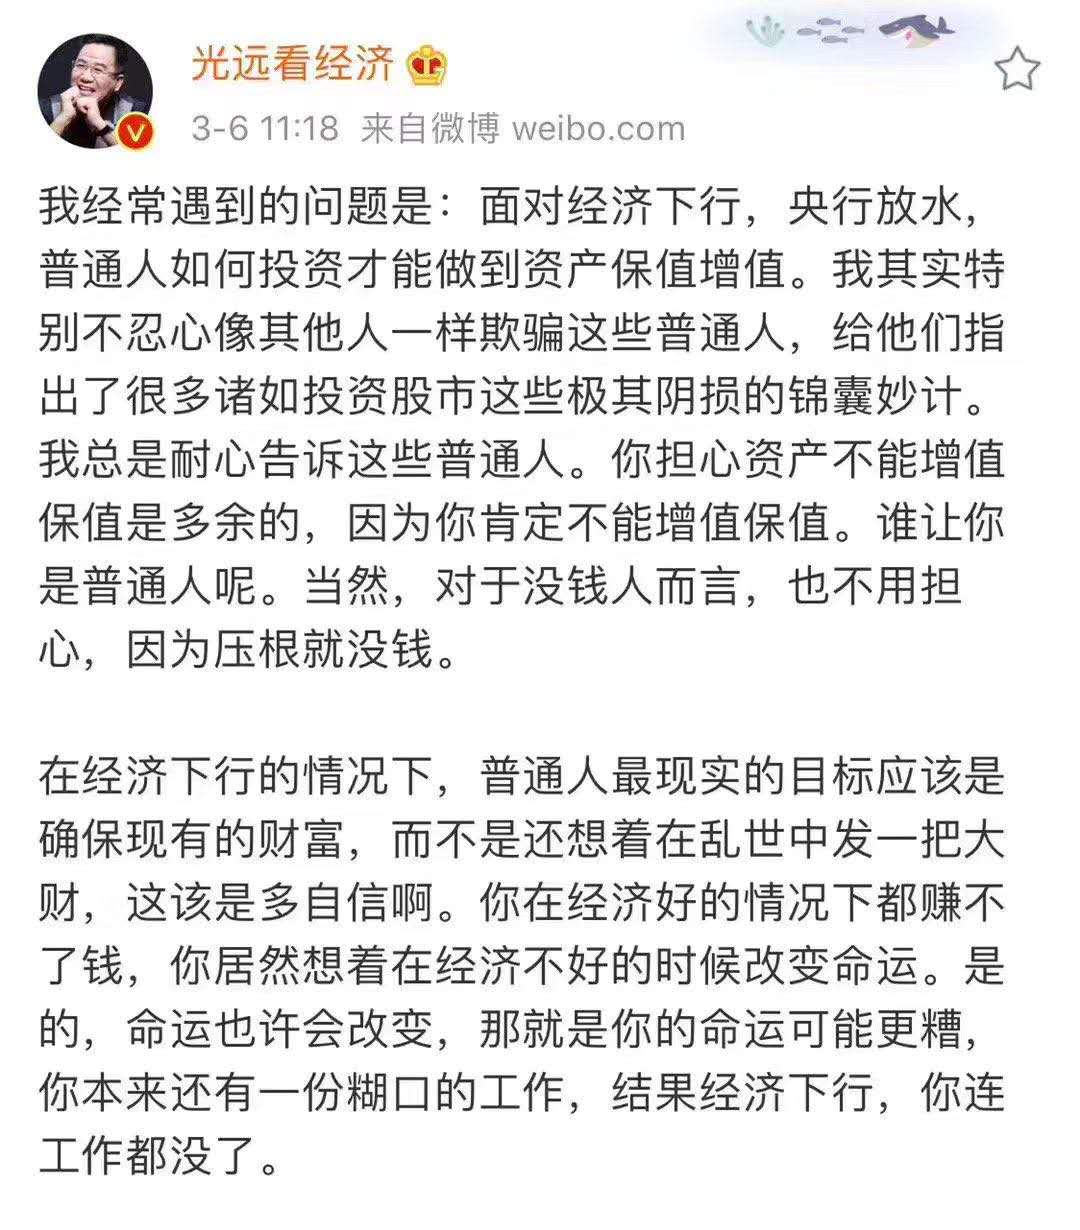 光远看经济
3-6 11:18 来自微博 weibo.com
我经常遇到的问题是：面对经济下行，央行放水，
普通人如何投资才能做到资产保值增值。我其实特
别不忍心像其他人一样欺骗这些普通人，给他们指
出了很多诸如投资股市这些极其阴损的锦囊妙计。
我总是耐心告诉这些普通人。你担心资产不能增值
保值是多余的，因为你肯定不能增值保值。谁让你
是普通人呢。当然，对于没钱人而言，也不用担
心，因为压根就没钱。
在经济下行的情况下，普通人最现实的目标应该是
确保现有的财富，而不是还想着在乱世中发一把大
财，这该是多自信啊。你在经济好的情况下都赚不
了钱，你居然想着在经济不好的时候改变命运。是
的，命运也许会改变，那就是你的命运可能更糟，
你本来还有一份糊口的工作，结果经济下行，你连
工作都没了。